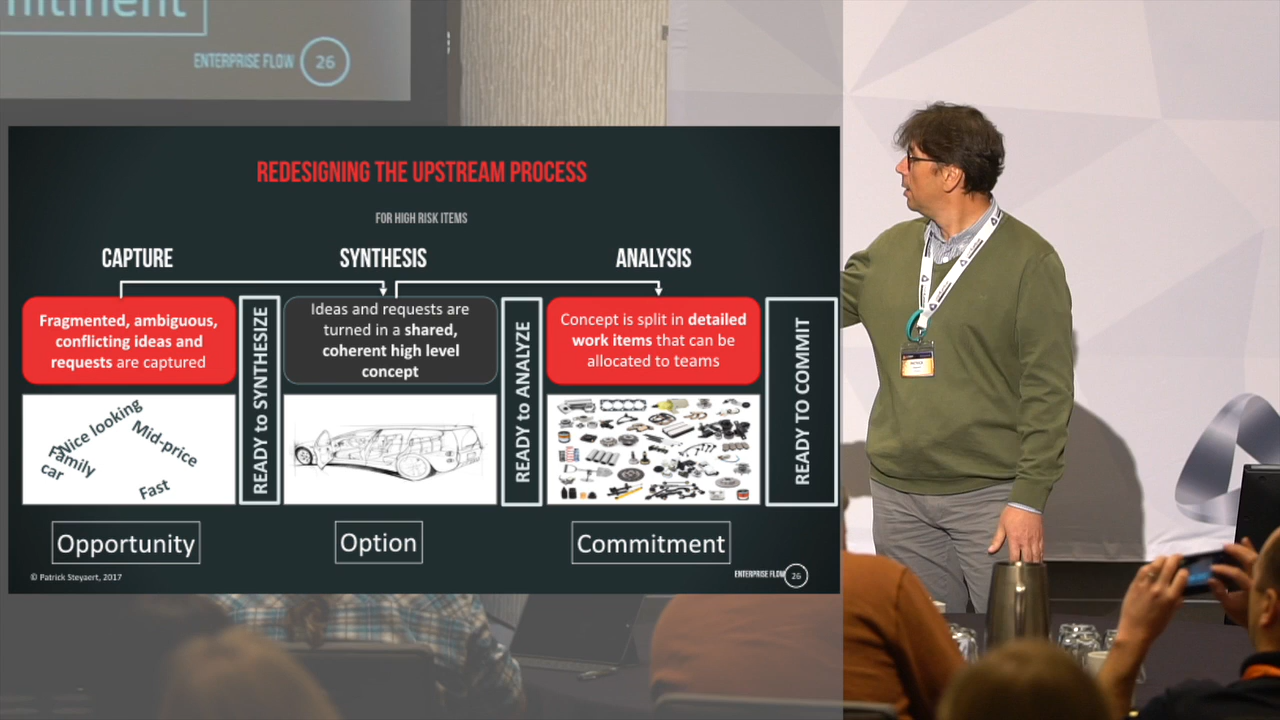 mitment
ENTERPRISE FLOW 26
REDESIGNING THE UPSTREAM PROCESS
FOR HIGH RISK ITEMS
CAPTURE
SYNTHESIS
ANALYSIS
Fragmented, ambiguous,
conflicting ideas and
requests are captured
READY to SYNTHESIZE
Ideas and requests are
turned in a shared,
coherent high level
concept
READY to ANALYZE
Concept is split in detailed
work items that can be
allocated to teams
READY TO COMMIT
Nice looking
Mid-price
Family
car
Fast
Opportunity
Option
Commitment
© Patrick Steyaert, 2017
ENTERPRISE FLOW 26